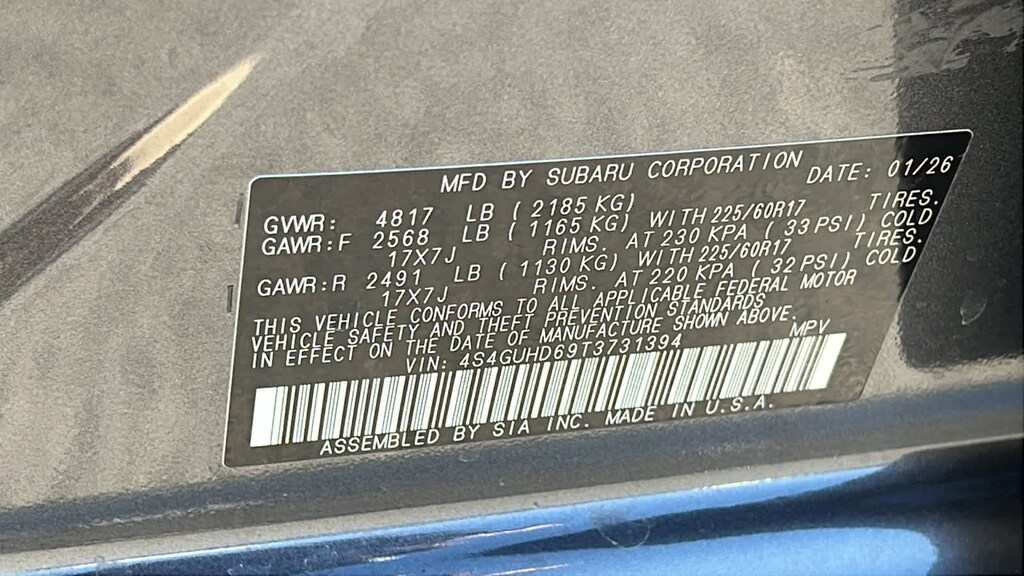 MFD BY SUBARU CORPORATION DATE: 01/26
GVWR: 4817 LB ( 2185 KG)
GAWR:F 2568 LB ( 1165 KG) WITH 225/60R17 TIRES.
17X7J RIMS. AT 230 KPA ( 33 PSI) COLD
GAWR:R 2491 LB ( 1130 KG) WITH 225/60R17 TIRES.
17X7J RIMS. AT 220 KPA ( 32 PSI) COLD
THIS VEHICLE CONFORMS TO ALL APPLICABLE FEDERAL MOTOR
VEHICLE SAFETY AND THEFT PREVENTION STANDARDS
IN EFFECT ON THE DATE OF MANUFACTURE SHOWN ABOVE.
VIN: 4S4GUHD69T3731394 MPV
ASSEMBLED BY SIA INC. MADE IN U.S.A.